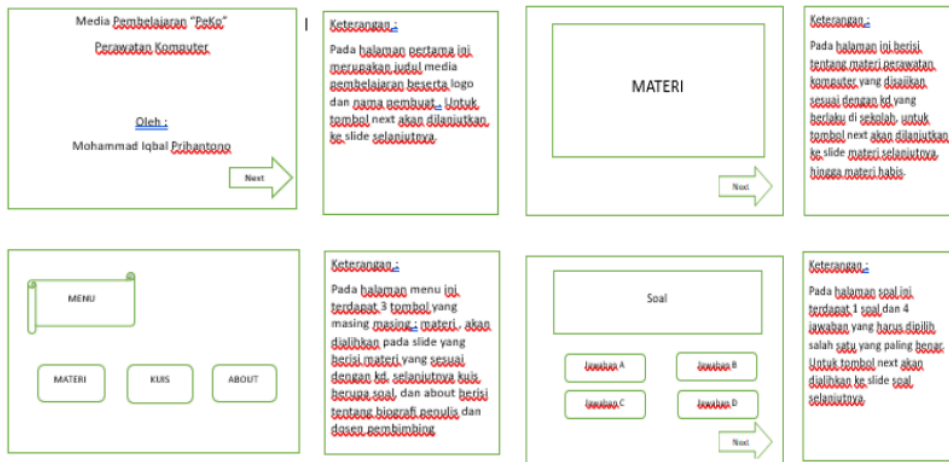 Media Pembelajaran "PeKo"
Perawatan Komputer
Oleh :
Mohammad Iqbal Prihantono
Next
Keterangan :
Pada halaman pertama ini
merupakan judul media
pembelajaran beserta logo
dan nama pembuat . Untuk
tombol next akan dilanjutkan
ke slide selanjutnya.
MATERI
Next
Keterangan :
Pada halaman ini berisi
tentang materi perawatan
komputer yang disajikan
sesuai dengan kd yang
berlaku di sekolah, untuk
tombol next akan dilanjutkan
ke slide materi selanjutnya,
hingga materi habis.
MENU
MATERI
KUIS
ABOUT
Keterangan :
Pada halaman menu ini
terdapat 3 tombol yang
masing masing : materi , akan
dialihkan pada slide yang
berisi materi yang sesuai
dengan kd, selanjutnya kuis
berupa soal, dan about berisi
tentang biografi penulis dan
dosen pembimbing
Soal
Jawaban A
Jawaban B
Jawaban C
Jawaban D
Next
Keterangan :
Pada halaman soal ini
terdapat 1 soal dan 4
jawaban yang harus dipilih
salah satu yang paling benar.
Untuk tombol next akan
dialihkan ke slide soal
selanjutnya.